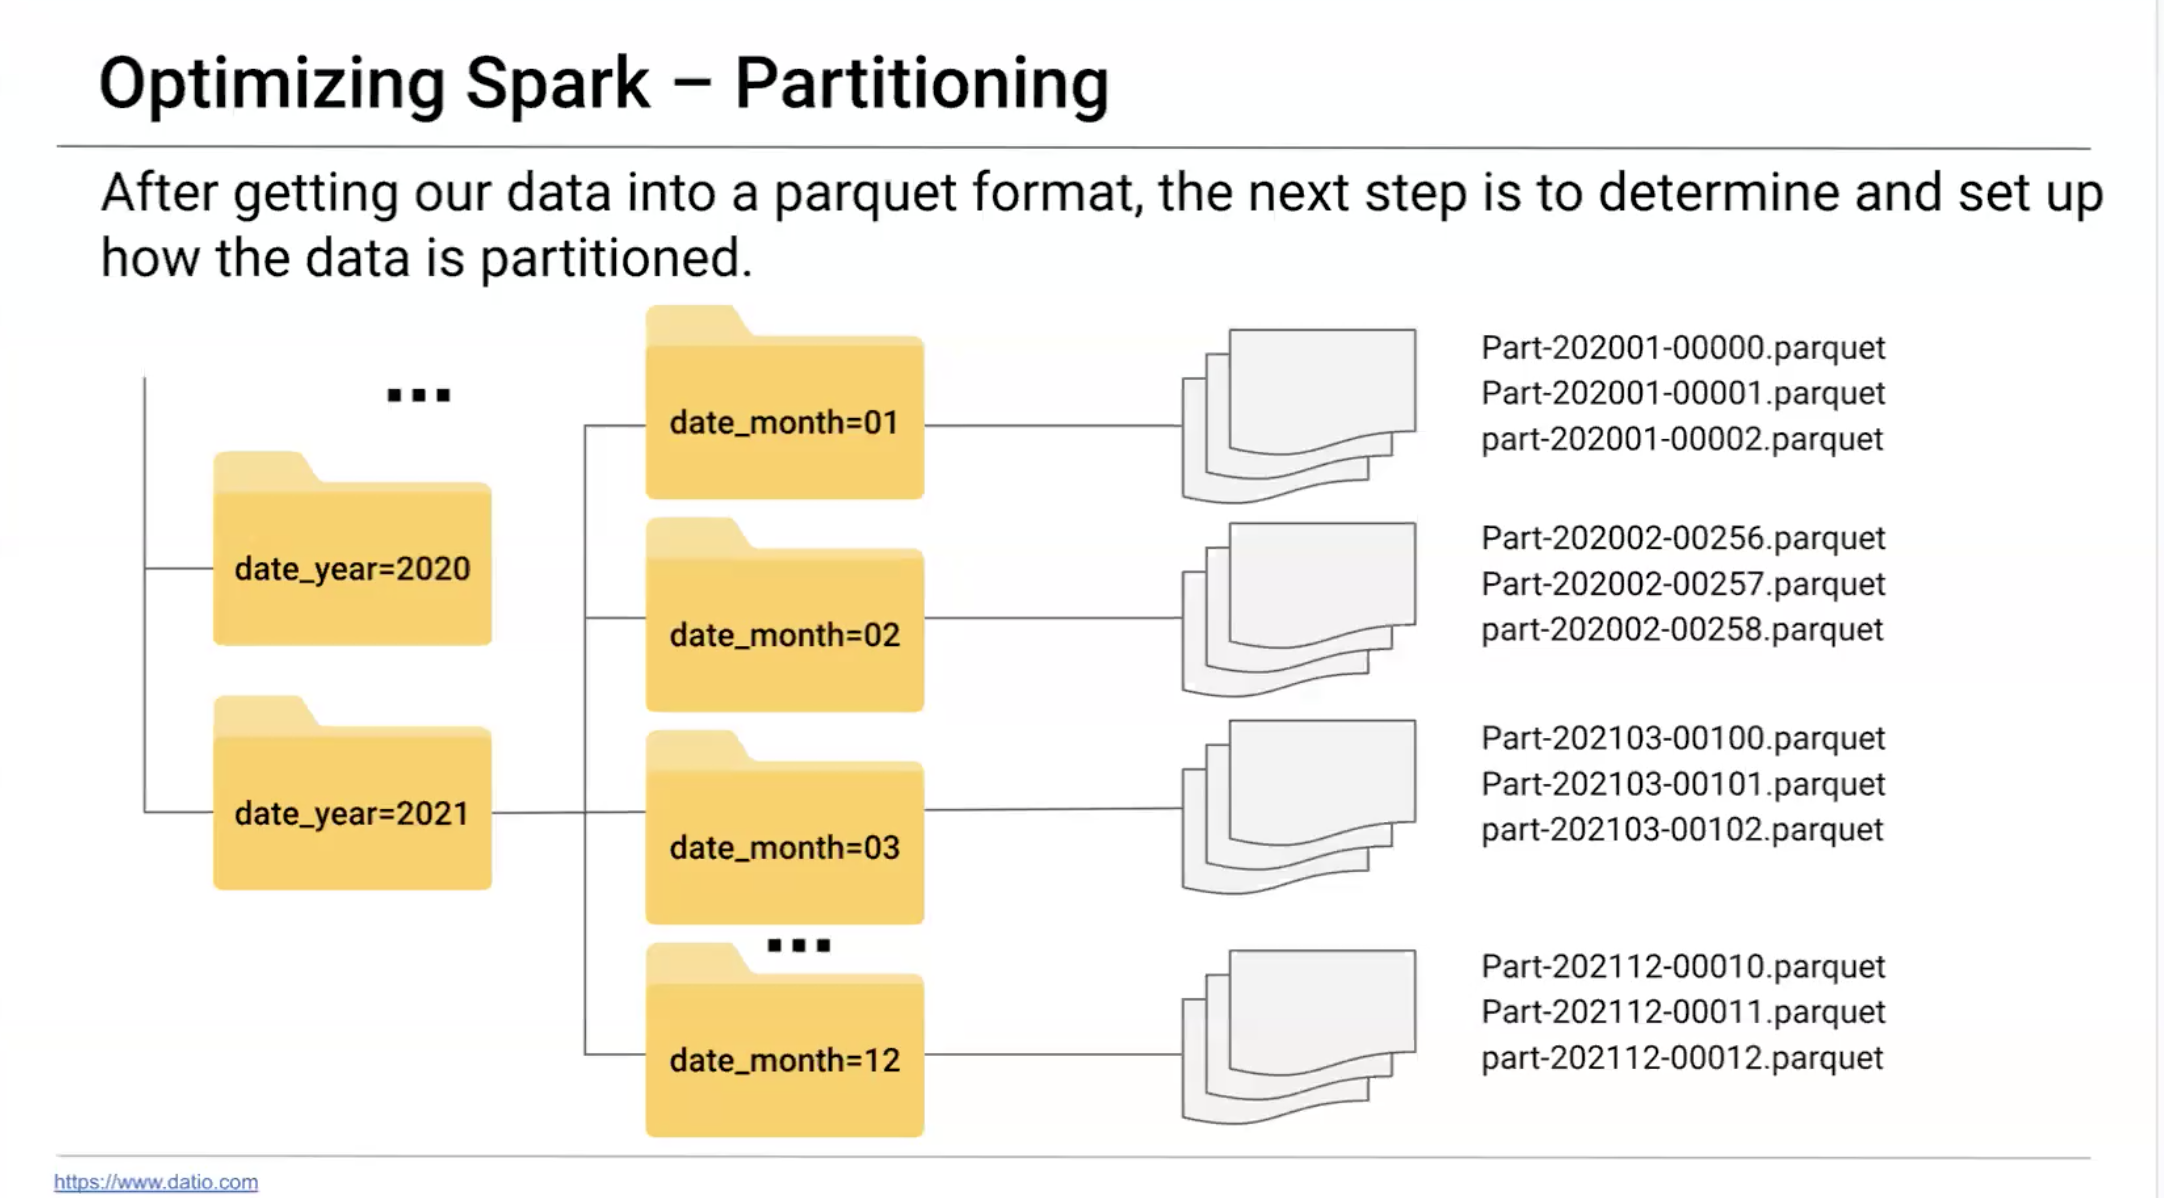 Optimizing Spark – Partitioning
After getting our data into a parquet format, the next step is to determine and set up
how the data is partitioned.
...
date_year=2020
date_year=2021
date_month=01
date_month=02
date_month=03
...
date_month=12
Part-202001-00000.parquet
Part-202001-00001.parquet
part-202001-00002.parquet
Part-202002-00256.parquet
Part-202002-00257.parquet
part-202002-00258.parquet
Part-202103-00100.parquet
Part-202103-00101.parquet
part-202103-00102.parquet
Part-202112-00010.parquet
Part-202112-00011.parquet
part-202112-00012.parquet
https://www.datio.com